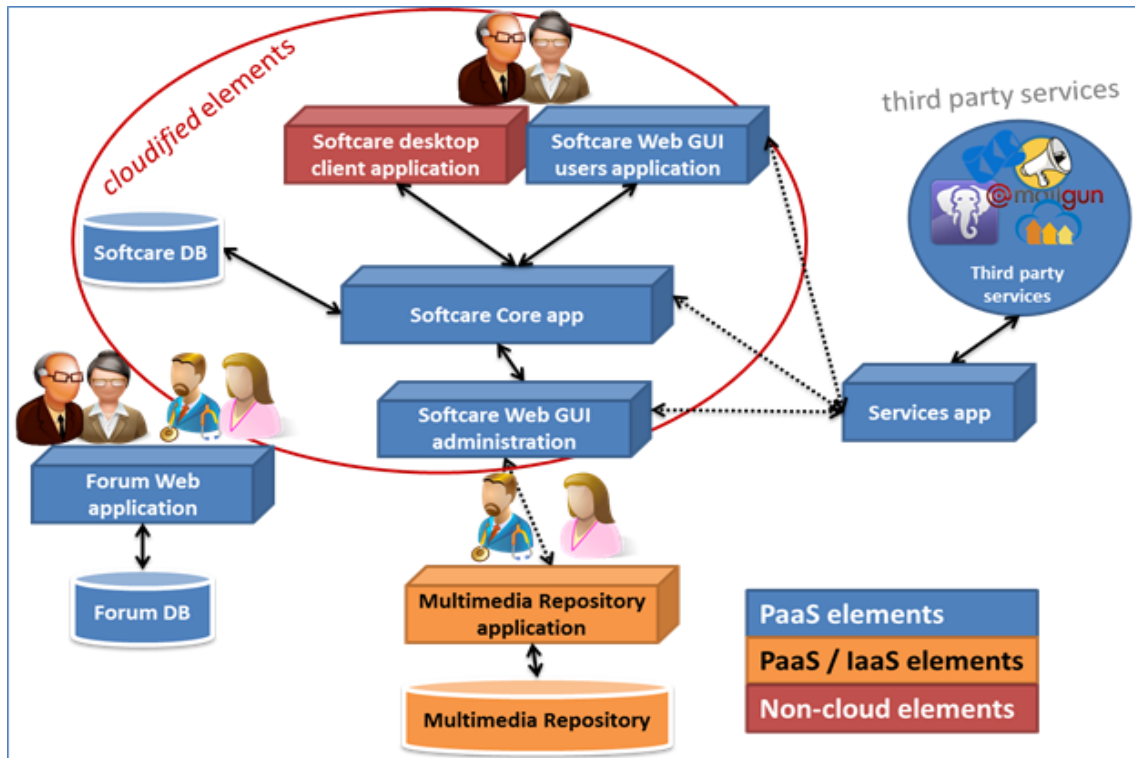 cloudified elements
third party services
Softcare desktop
client application
Softcare Web GUI
users application
@mailgun
Third party
services
Softcare DB
Softcare Core app
Softcare Web GUI
administration
Services app
Forum Web
application
Forum DB
Multimedia Repository
application
Multimedia Repository
PaaS elements
PaaS / IaaS elements
Non-cloud elements